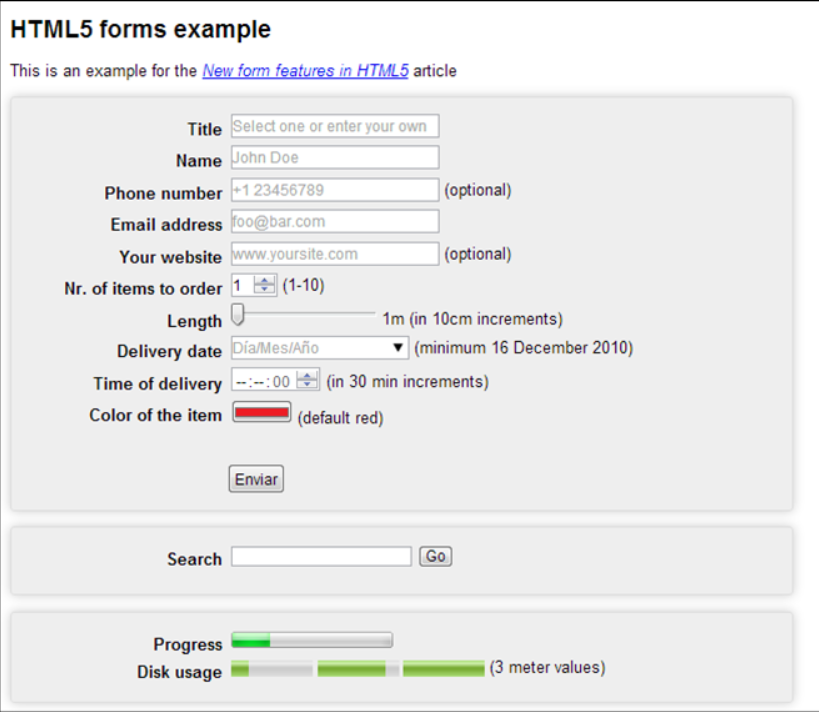 HTML5 forms example
This is an example for the New form features in HTML5 article
Title Select one or enter your own
Name John Doe
Phone number +1 23456789 (optional)
Email address foo@bar.com
Your website www.yoursite.com (optional)
Nr. of items to order 1 (1-10)
Length 1m (in 10cm increments)
Delivery date Día/Mes/Año (minimum 16 December 2010)
Time of delivery --:--:00 (in 30 min increments)
Color of the item (default red)
Enviar
Search Go
Progress
Disk usage (3 meter values)